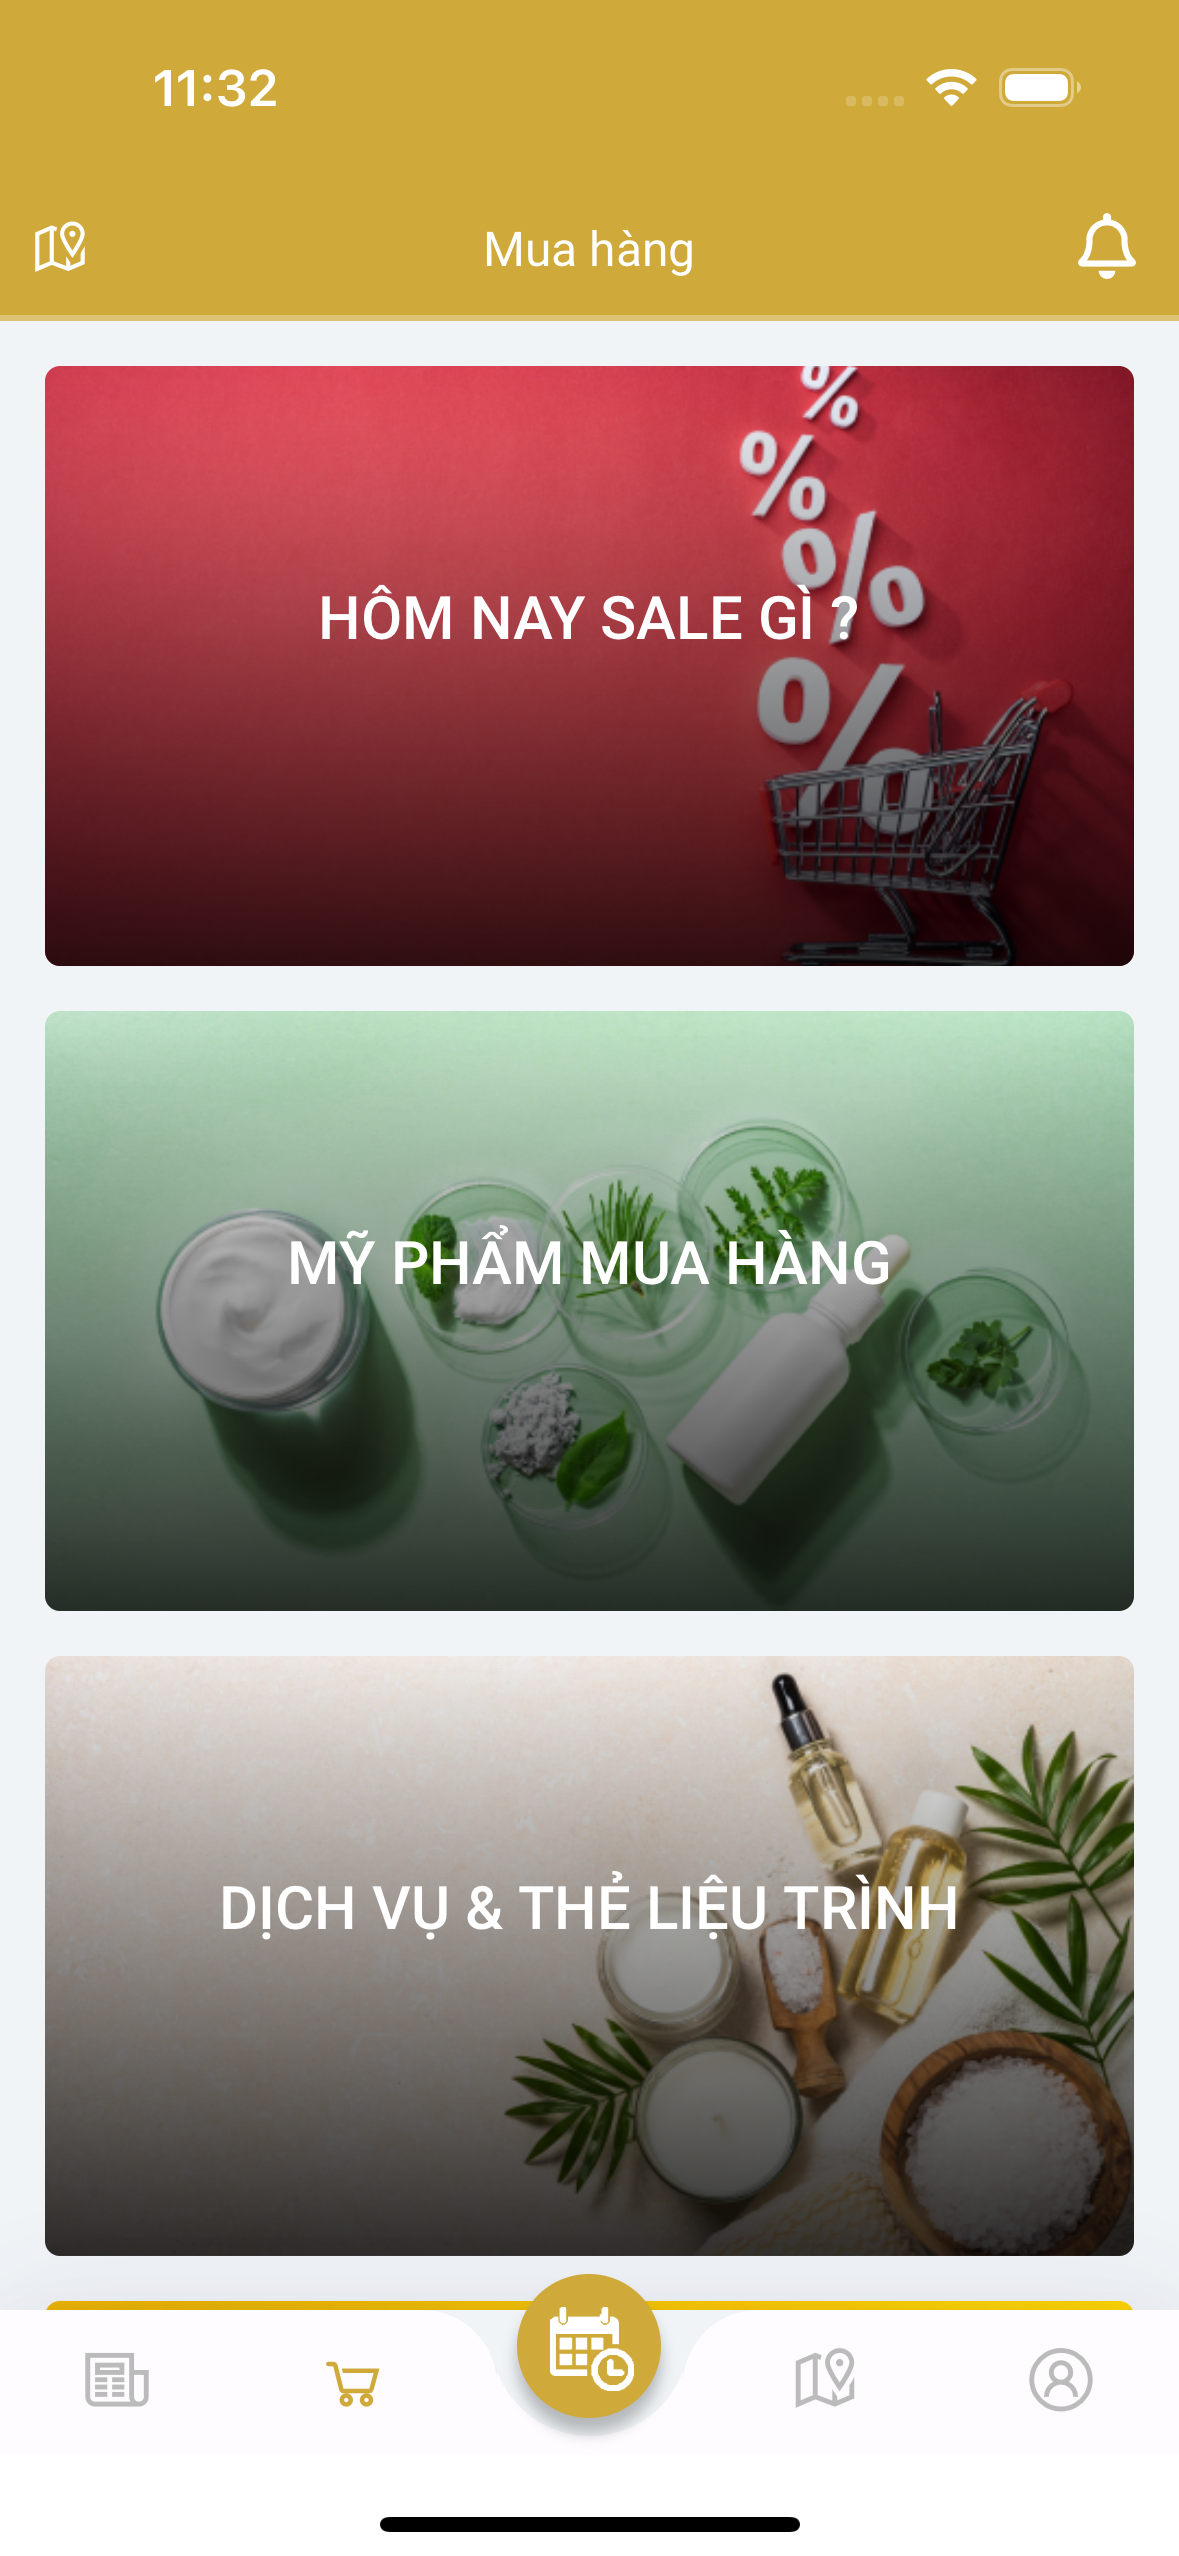 11:32
Mua hàng
HÔM NAY SALE GÌ ?
MỸ PHẨM MUA HÀNG
DỊCH VỤ & THẺ LIỆU TRÌNH